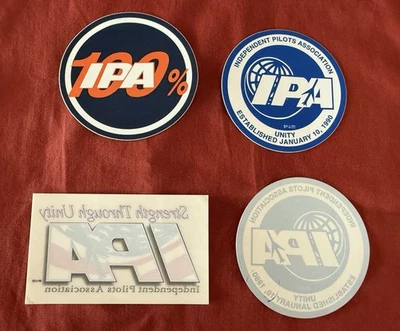 100%
IPA
INDEPENDENT PILOTS ASSOCIATION
IPA
UNITY
ESTABLISHED JANUARY 10, 1990
Strength Through Unity
IPA
Independent Pilots Association
INDEPENDENT PILOTS ASSOCIATION
IPA
UNITY
ESTABLISHED JANUARY 10, 1990